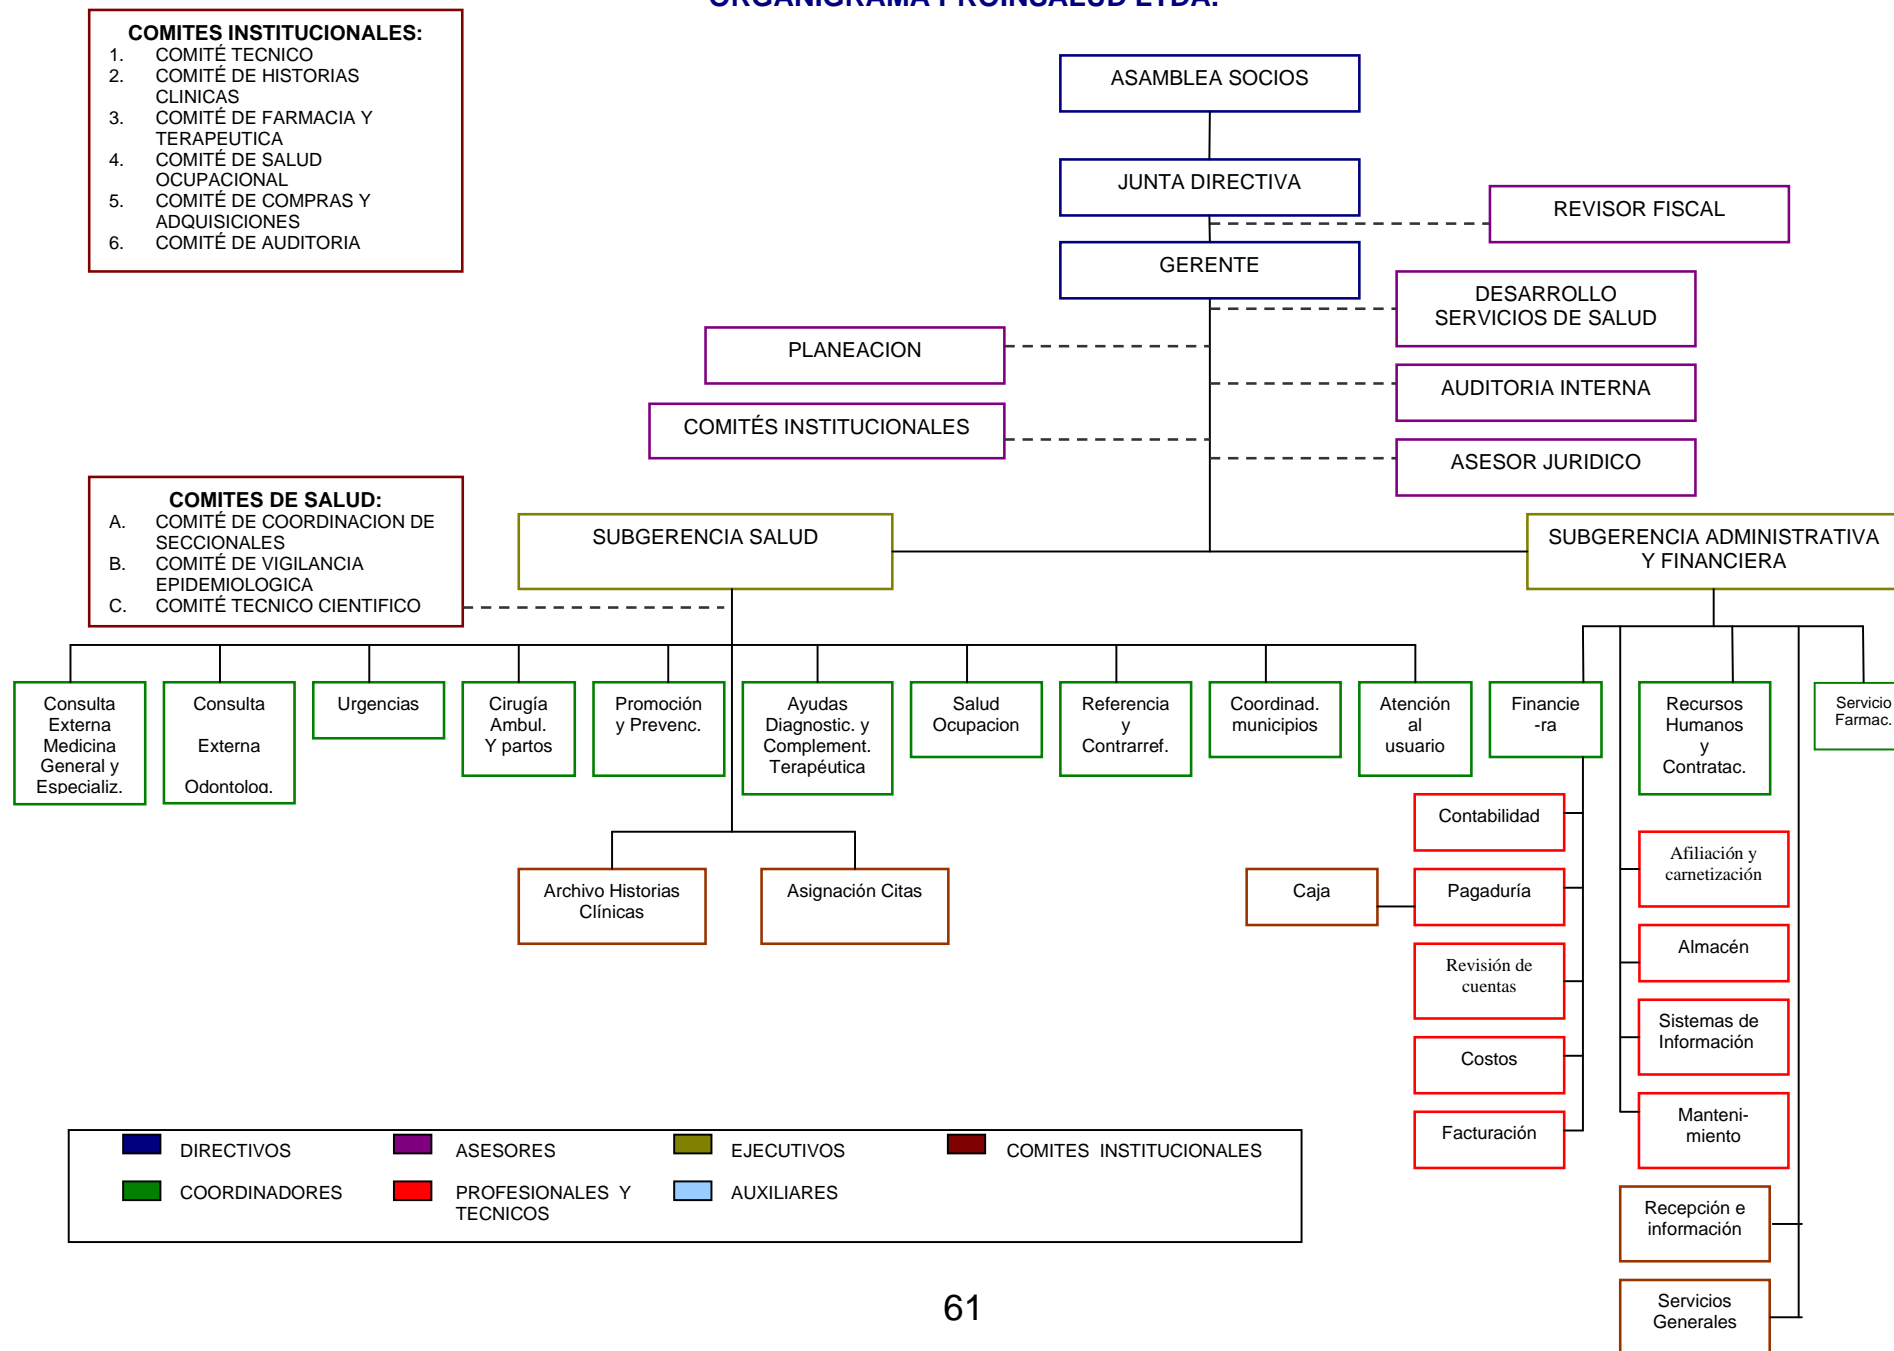 ORGANIGRAMA PROINSALUD LTDA.
COMITES INSTITUCIONALES:
1. COMITÉ TECNICO
2. COMITÉ DE HISTORIAS
CLINICAS
3. COMITÉ DE FARMACIA Y
TERAPEUTICA
4. COMITÉ DE SALUD
OCUPACIONAL
5. COMITÉ DE COMPRAS Y
ADQUISICIONES
6. COMITÉ DE AUDITORIA
ASAMBLEA SOCIOS
JUNTA DIRECTIVA
REVISOR FISCAL
GERENTE
DESARROLLO
SERVICIOS DE SALUD
PLANEACION
AUDITORIA INTERNA
COMITÉS INSTITUCIONALES
ASESOR JURIDICO
COMITES DE SALUD:
A. COMITÉ DE COORDINACION DE
SECCIONALES
B. COMITÉ DE VIGILANCIA
EPIDEMIOLOGICA
C. COMITÉ TECNICO CIENTIFICO
SUBGERENCIA SALUD
SUBGERENCIA ADMINISTRATIVA
Y FINANCIERA
Consulta
Externa
Medicina
General y
Especializ.
Consulta
Externa
Odontolog.
Urgencias
Cirugía
Ambul.
Y partos
Promoción
y Prevenc.
Ayudas
Diagnostic. y
Complement.
Terapéutica
Salud
Ocupacion
Referencia
y
Contrarref.
Coordinad.
municipios
Atención
al
usuario
Financie
-ra
Recursos
Humanos
y
Contratac.
Servicio
Farmac.
Archivo Historias
Clínicas
Asignación Citas
Contabilidad
Caja
Pagaduría
Revisión de
cuentas
Costos
Facturación
Afiliación y
carnetización
Almacén
Sistemas de
Información
Manteni-
miento
Recepción e
información
Servicios
Generales
DIRECTIVOS
ASESORES
EJECUTIVOS
COMITES INSTITUCIONALES
COORDINADORES
PROFESIONALES Y
TECNICOS
AUXILIARES
61